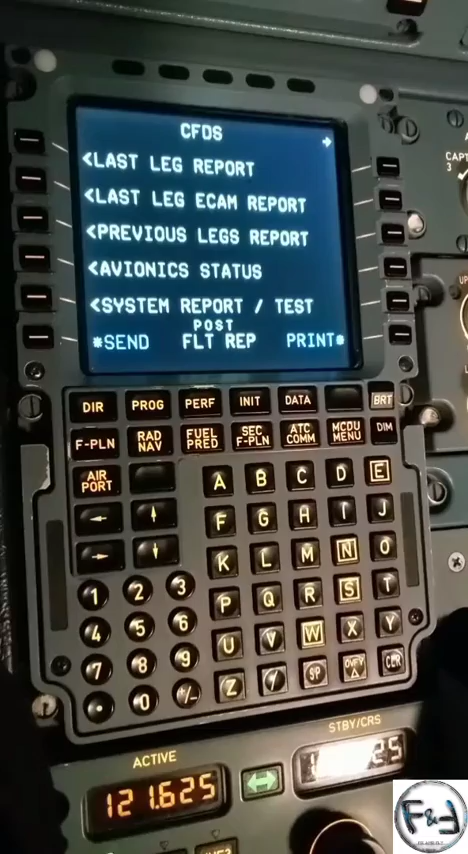 CFDS →
<LAST LEG REPORT
<LAST LEG ECAM REPORT
<PREVIOUS LEGS REPORT
<AVIONICS STATUS
<SYSTEM REPORT / TEST
POST
*SEND FLT REP PRINT*
DIR PROG PERF INIT DATA BRT
F-PLN RAD NAV FUEL PRED SEC F-PLN ATC COMM MCDU MENU DIM
AIR PORT
A B C D E
← ↑ F G H I J
→ ↓ K L M N O
1 2 3 P Q R S T
4 5 6 U V W X Y
7 8 9 Z / SP OVFY Δ CLR
. 0 +/-
CAPT
3
ACTIVE STBY/CRS
121.625 25
F&F